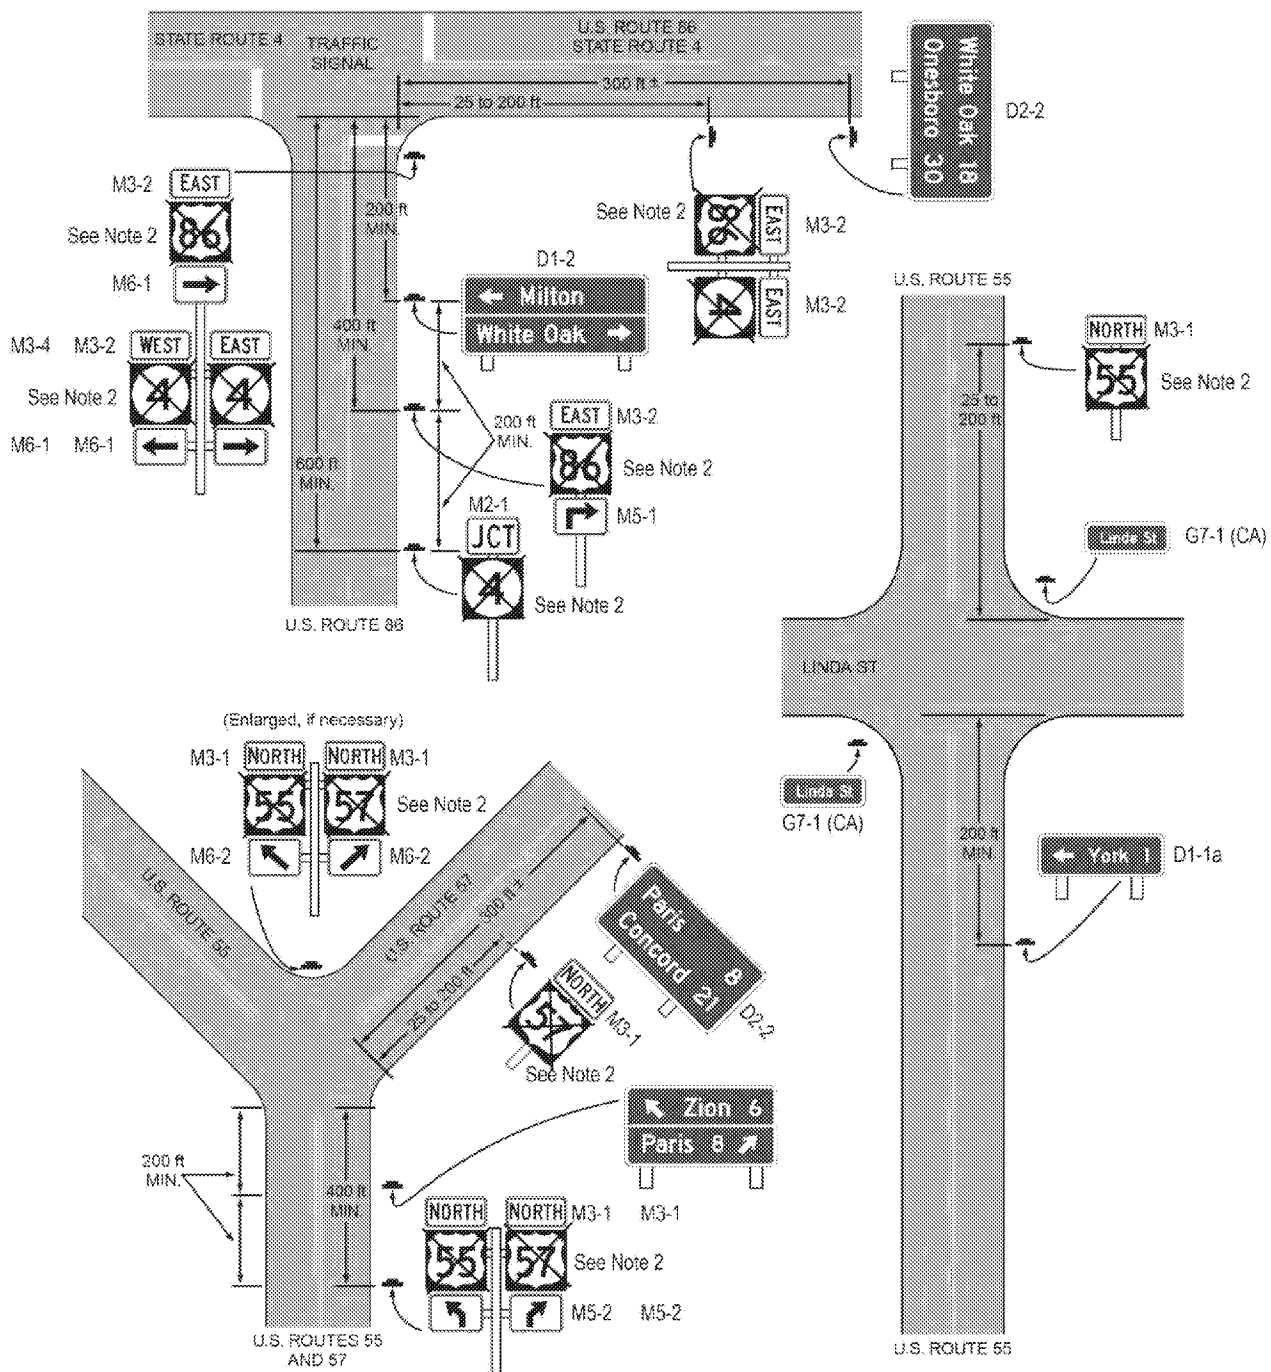 STATE ROUTE 4
TRAFFIC
SIGNAL
U.S. ROUTE 86
STATE ROUTE 4
300 ft ±
25 to 200 ft
White Oak 18
Onesboro 30
D2-2
M3-2
EAST
See Note 2
86
M6-1
200 ft
MIN.
See Note 2
86
EAST
M3-2
4
EAST
M3-2
D1-2
Milton
White Oak
400 ft
MIN.
M3-4 M3-2
WEST
EAST
See Note 2
4
4
M6-1 M6-1
200 ft
MIN.
EAST
M3-2
86
See Note 2
M5-1
600 ft
MIN.
M2-1
JCT
4
See Note 2
U.S. ROUTE 86
U.S. ROUTE 55
NORTH
M3-1
55
See Note 2
25 to
200 ft
Linda St
G7-1 (CA)
LINDA ST
Linda St
G7-1 (CA)
200 ft
MIN.
York 1
D1-1a
U.S. ROUTE 55
(Enlarged, if necessary)
M3-1
NORTH
NORTH
M3-1
55
57
See Note 2
M6-2
M6-2
U.S. ROUTE 55
U.S. ROUTE 57
300 ft ±
25 to 200 ft
Paris 8
Concord 21
D2-2
NORTH
M3-1
57
See Note 2
Zion 6
Paris 8
200 ft
MIN.
400 ft
MIN.
NORTH
NORTH
M3-1 M3-1
55
57
See Note 2
M5-2 M5-2
U.S. ROUTES 55
AND 57